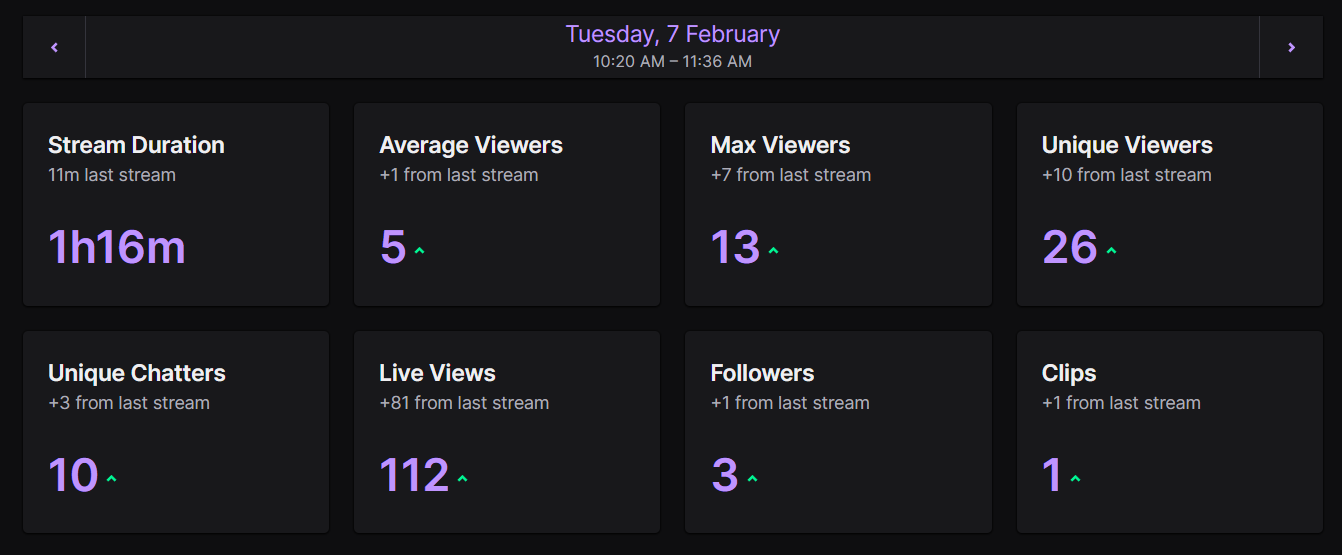 Tuesday, 7 February
10:20 AM – 11:36 AM
Stream Duration
11m last stream
1h16m
Average Viewers
+1 from last stream
5
Max Viewers
+7 from last stream
13
Unique Viewers
+10 from last stream
26
Unique Chatters
+3 from last stream
10
Live Views
+81 from last stream
112
Followers
+1 from last stream
3
Clips
+1 from last stream
1